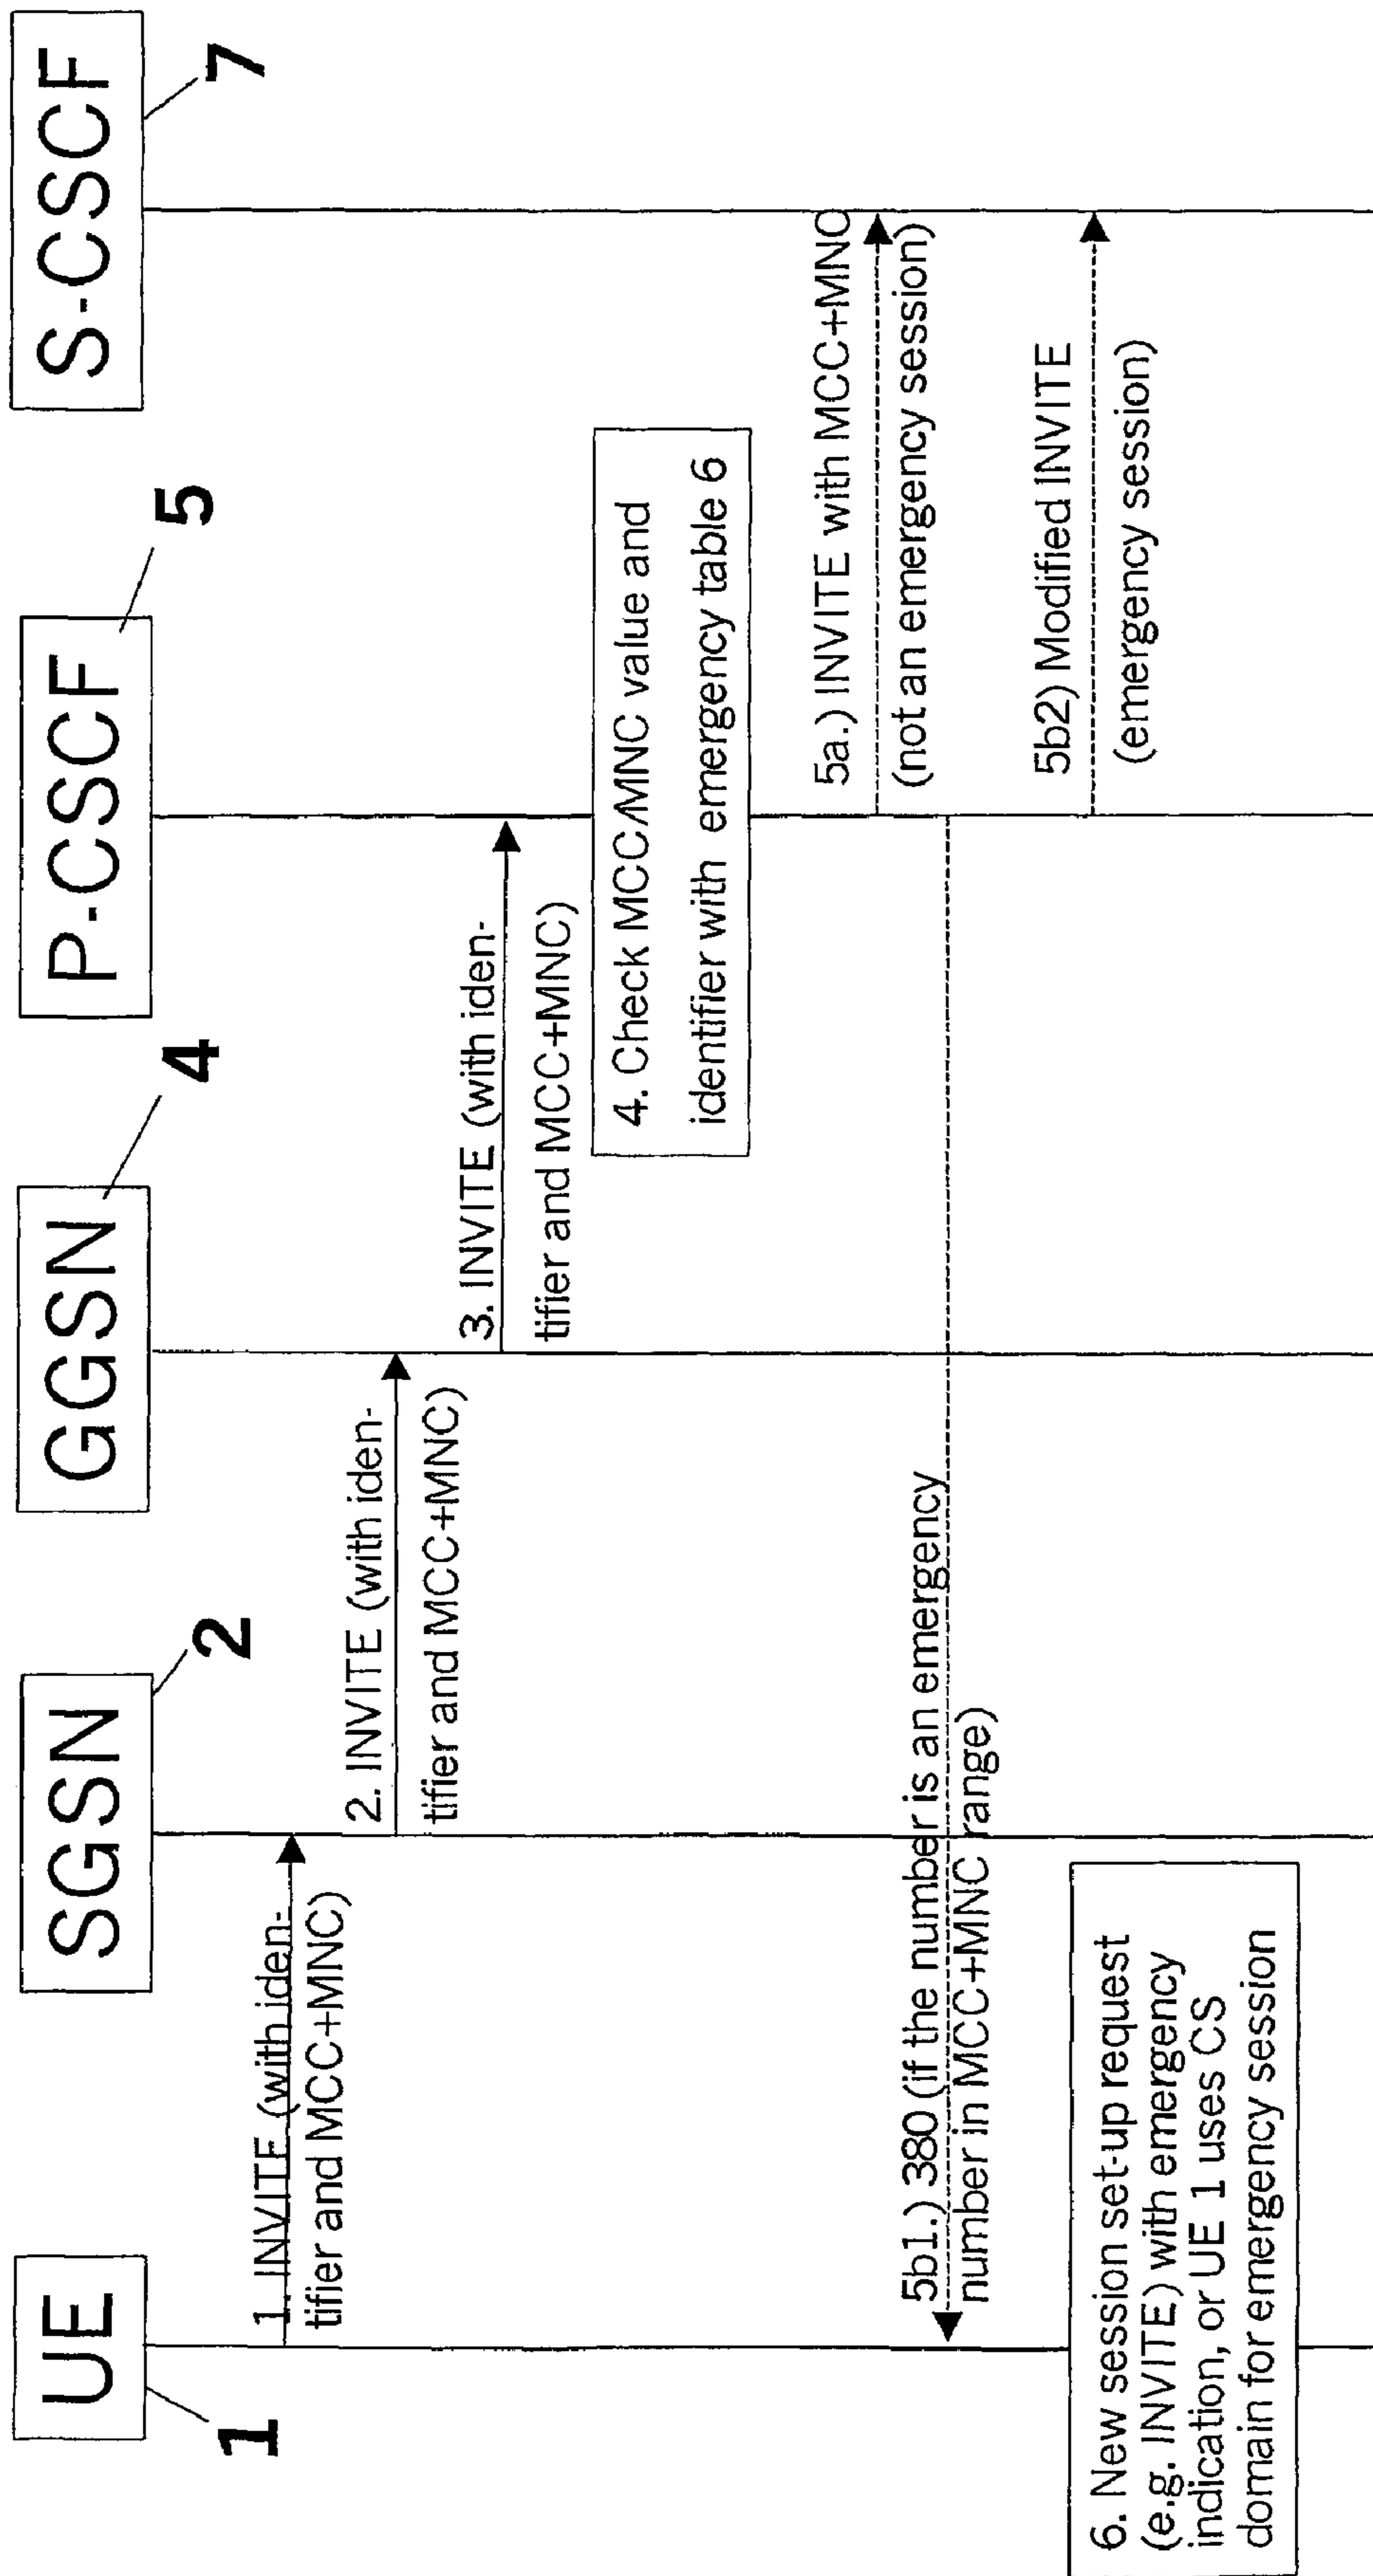 UE
SGSN
GGSN
P-CSCF
S-CSCF
1
2
4
5
7
1. INVITE (with iden-
tifier and MCC+MNC)
2. INVITE (with iden-
tifier and MCC+MNC)
3. INVITE (with iden-
tifier and MCC+MNC)
4. Check MCC/MNC value and
identifier with emergency table 6
5a.) INVITE with MCC+MNC
(not an emergency session)
5b1.) 380 (if the number is an emergency
number in MCC+MNC range)
5b2) Modified INVITE
(emergency session)
6. New session set-up request
(e.g. INVITE) with emergency
indication, or UE 1 uses CS
domain for emergency session